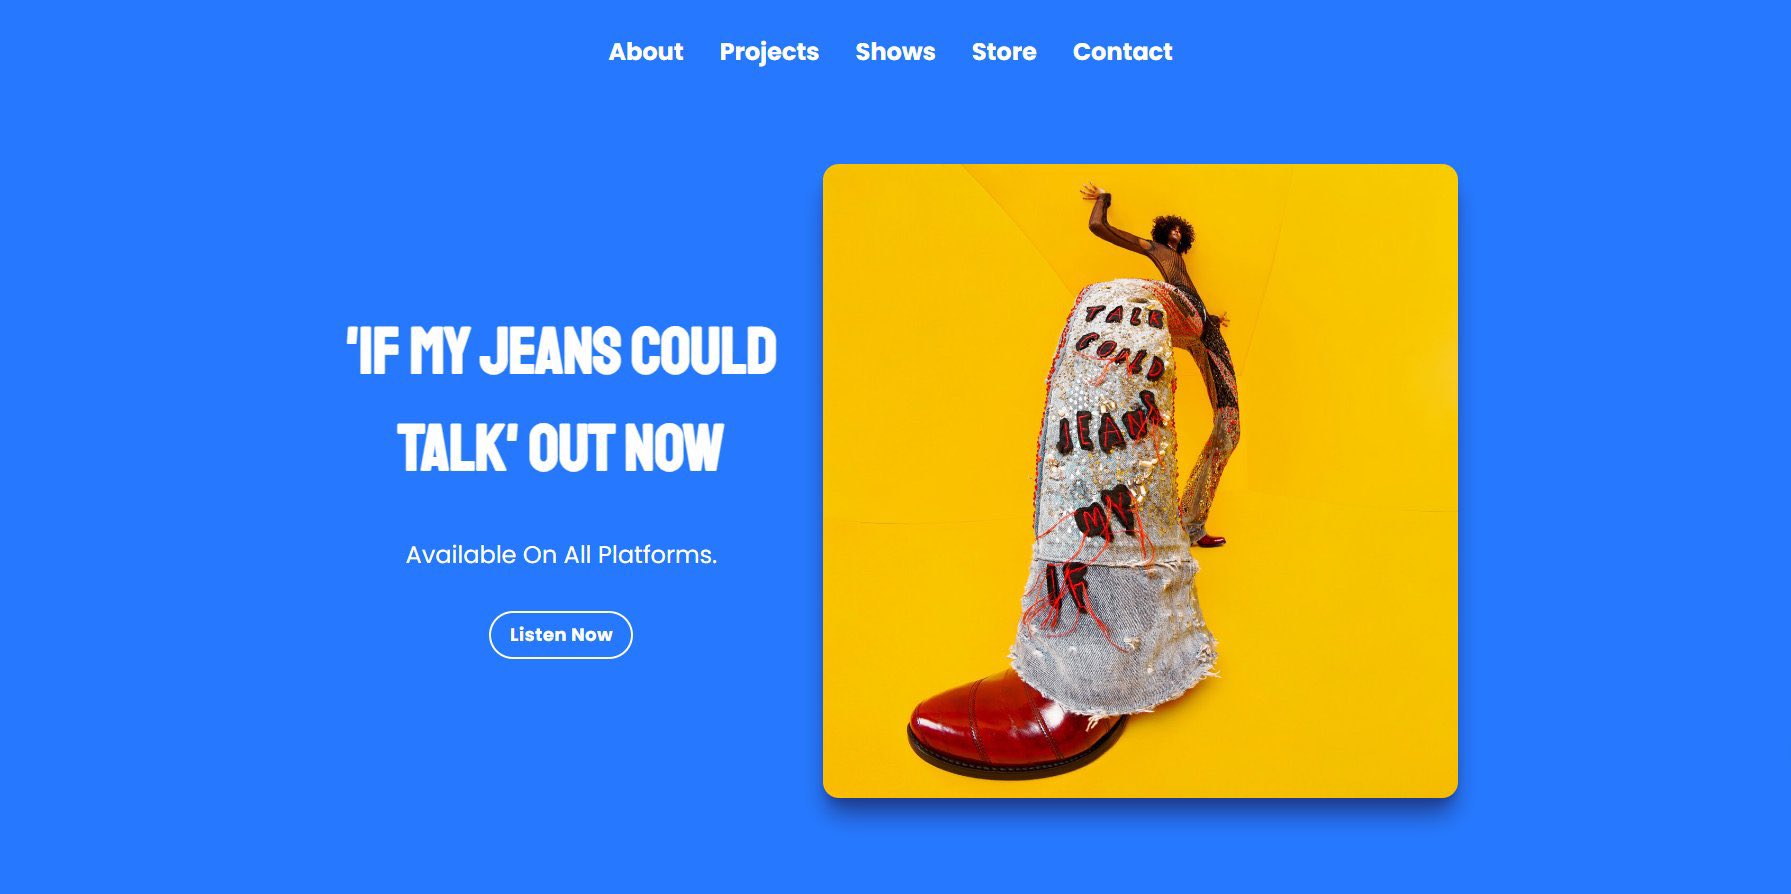 About Projects Shows Store Contact
'IF MY JEANS COULD
TALK' OUT NOW
Available On All Platforms.
Listen Now
TALK
COULD
JEANS
MY
IF